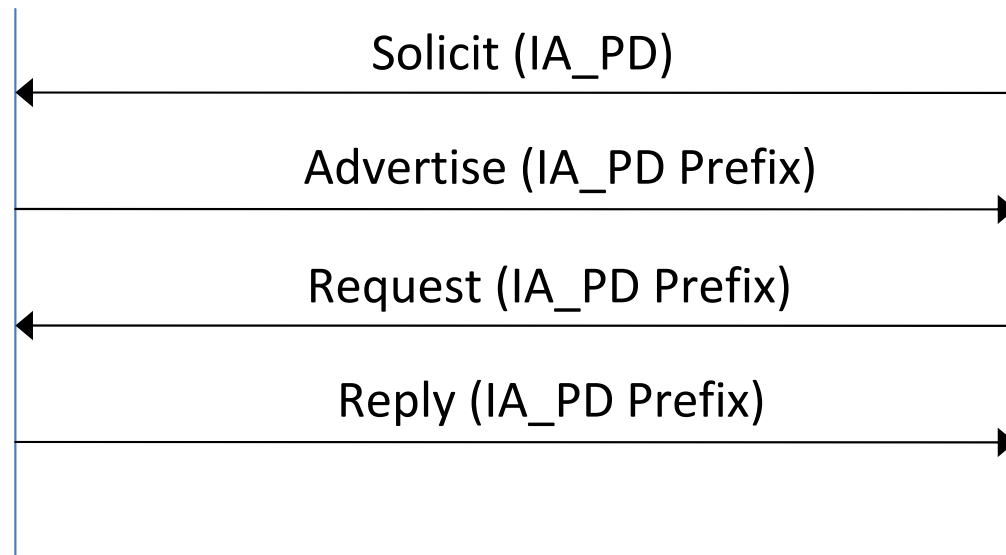 Solicit (IA_PD)
Advertise (IA_PD Prefix)
Request (IA_PD Prefix)
Reply (IA_PD Prefix)